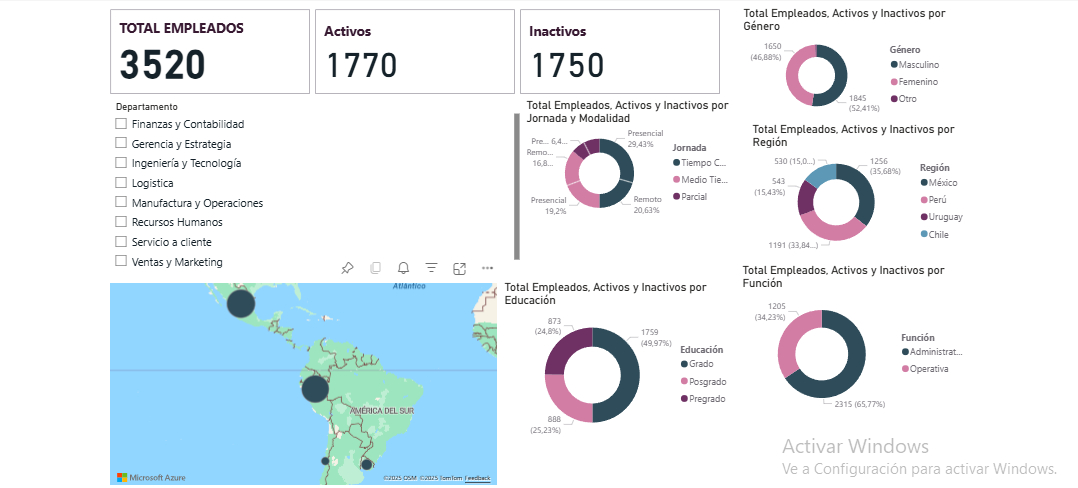 TOTAL EMPLEADOS
3520
Activos
1770
Inactivos
1750
Total Empleados, Activos y Inactivos por
Género
1650
(46,88%)
1845
(52,41%)
Género
Masculino
Femenino
Otro
Departamento
Finanzas y Contabilidad
Gerencia y Estrategia
Ingeniería y Tecnología
Logística
Manufactura y Operaciones
Recursos Humanos
Servicio a cliente
Ventas y Marketing
Total Empleados, Activos y Inactivos por
Jornada y Modalidad
Pre... 6,4...
Remo...
16,8...
Presencial
19,2%
Presencial
29,43%
Remoto
20,63%
Jornada
Tiempo C...
Medio Tie...
Parcial
Total Empleados, Activos y Inactivos por
Región
530 (15,0...)
543
(15,43%)
1191 (33,84...)
1256
(35,68%)
Región
México
Perú
Uruguay
Chile
Atlántico
AMÉRICA DEL SUR
Microsoft Azure
©2025 OSM ©2025 TomTom Feedback
Total Empleados, Activos y Inactivos por
Educación
873
(24,8%)
888
(25,23%)
1759
(49,97%)
Educación
Grado
Posgrado
Pregrado
Total Empleados, Activos y Inactivos por
Función
1205
(34,23%)
2315 (65,77%)
Función
Administrat...
Operativa
Activar Windows
Ve a Configuración para activar Windows.